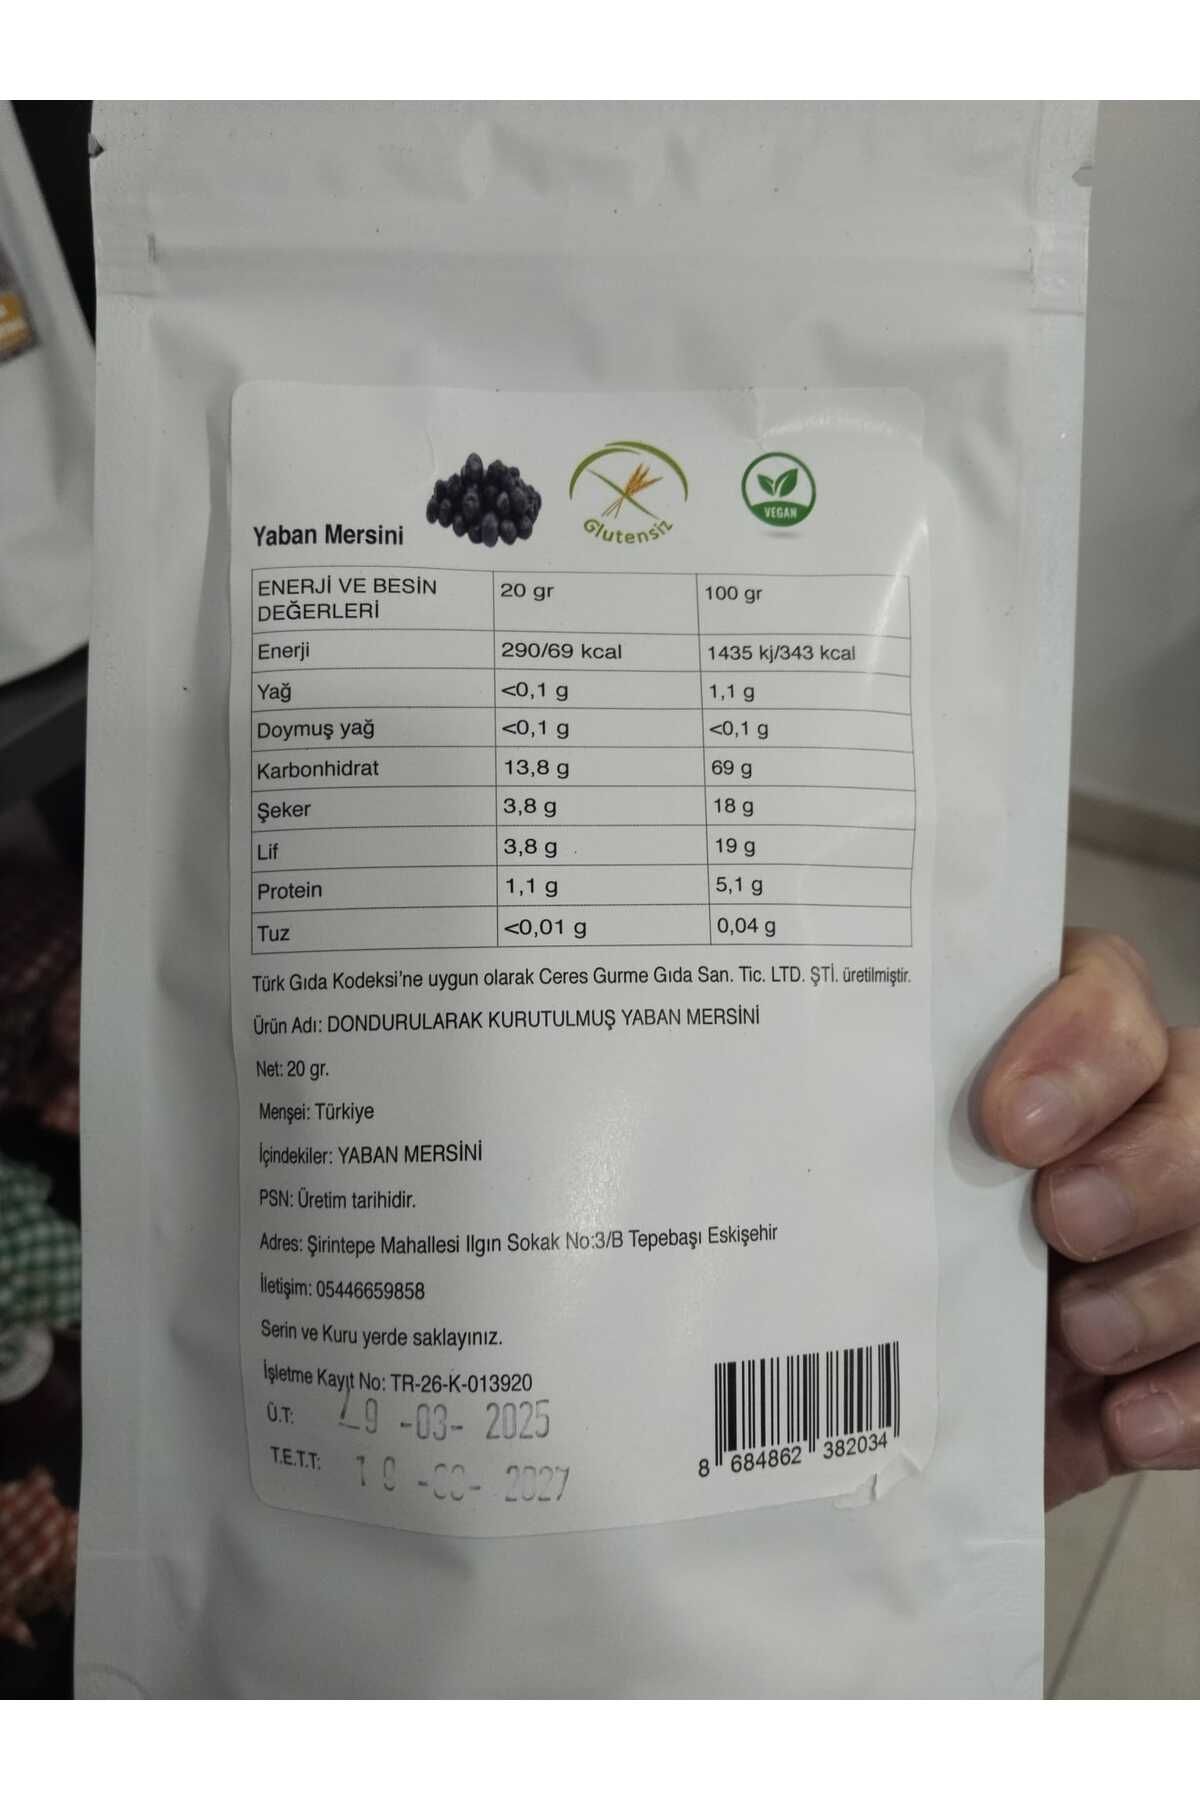 Yaban Mersini
Glutensiz
VEGAN
ENERJİ VE BESİN DEĞERLERİ 20 gr 100 gr
Enerji 290/69 kcal 1435 kj/343 kcal
Yağ <0,1 g 1,1 g
Doymuş yağ <0,1 g <0,1 g
Karbonhidrat 13,8 g 69 g
Şeker 3,8 g 18 g
Lif 3,8 g 19 g
Protein 1,1 g 5,1 g
Tuz <0,01 g 0,04 g
Türk Gıda Kodeksi'ne uygun olarak Ceres Gurme Gıda San. Tic. LTD. ŞTİ. üretilmiştir.
Ürün Adı: DONDURULARAK KURUTULMUŞ YABAN MERSİNİ
Net: 20 gr.
Menşei: Türkiye
İçindekiler: YABAN MERSİNİ
PSN: Üretim tarihidir.
Adres: Şirintepe Mahallesi Ilgın Sokak No:3/B Tepebaşı Eskişehir
İletişim: 05446659858
Serin ve Kuru yerde saklayınız.
İşletme Kayıt No: TR-26-K-013920
Ü.T: -03- 2025
T.E.T.T: 2027
8 684862 382034